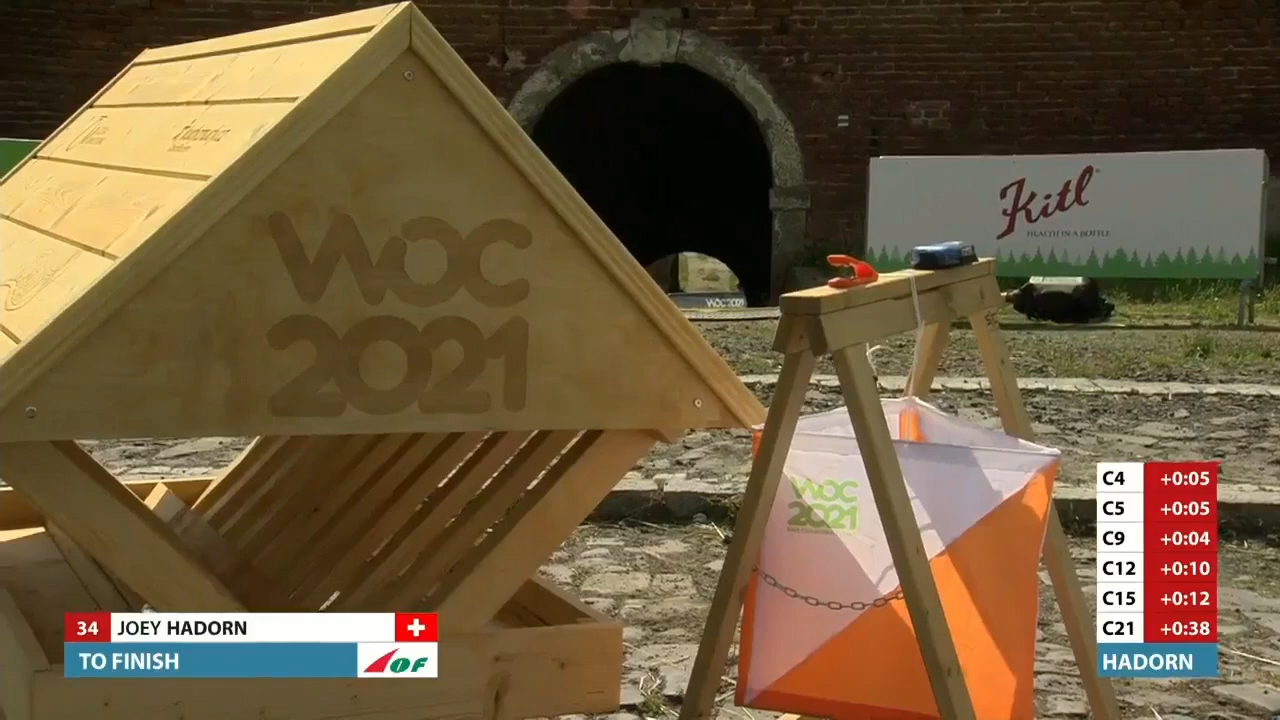 WOC
2021
Kitl
HEALTH IN A BOTTLE
WOC
WOC
2021
C4 +0:05
C5 +0:05
C9 +0:04
C12 +0:10
C15 +0:12
C21 +0:38
HADORN
34 JOEY HADORN
TO FINISH
IOF